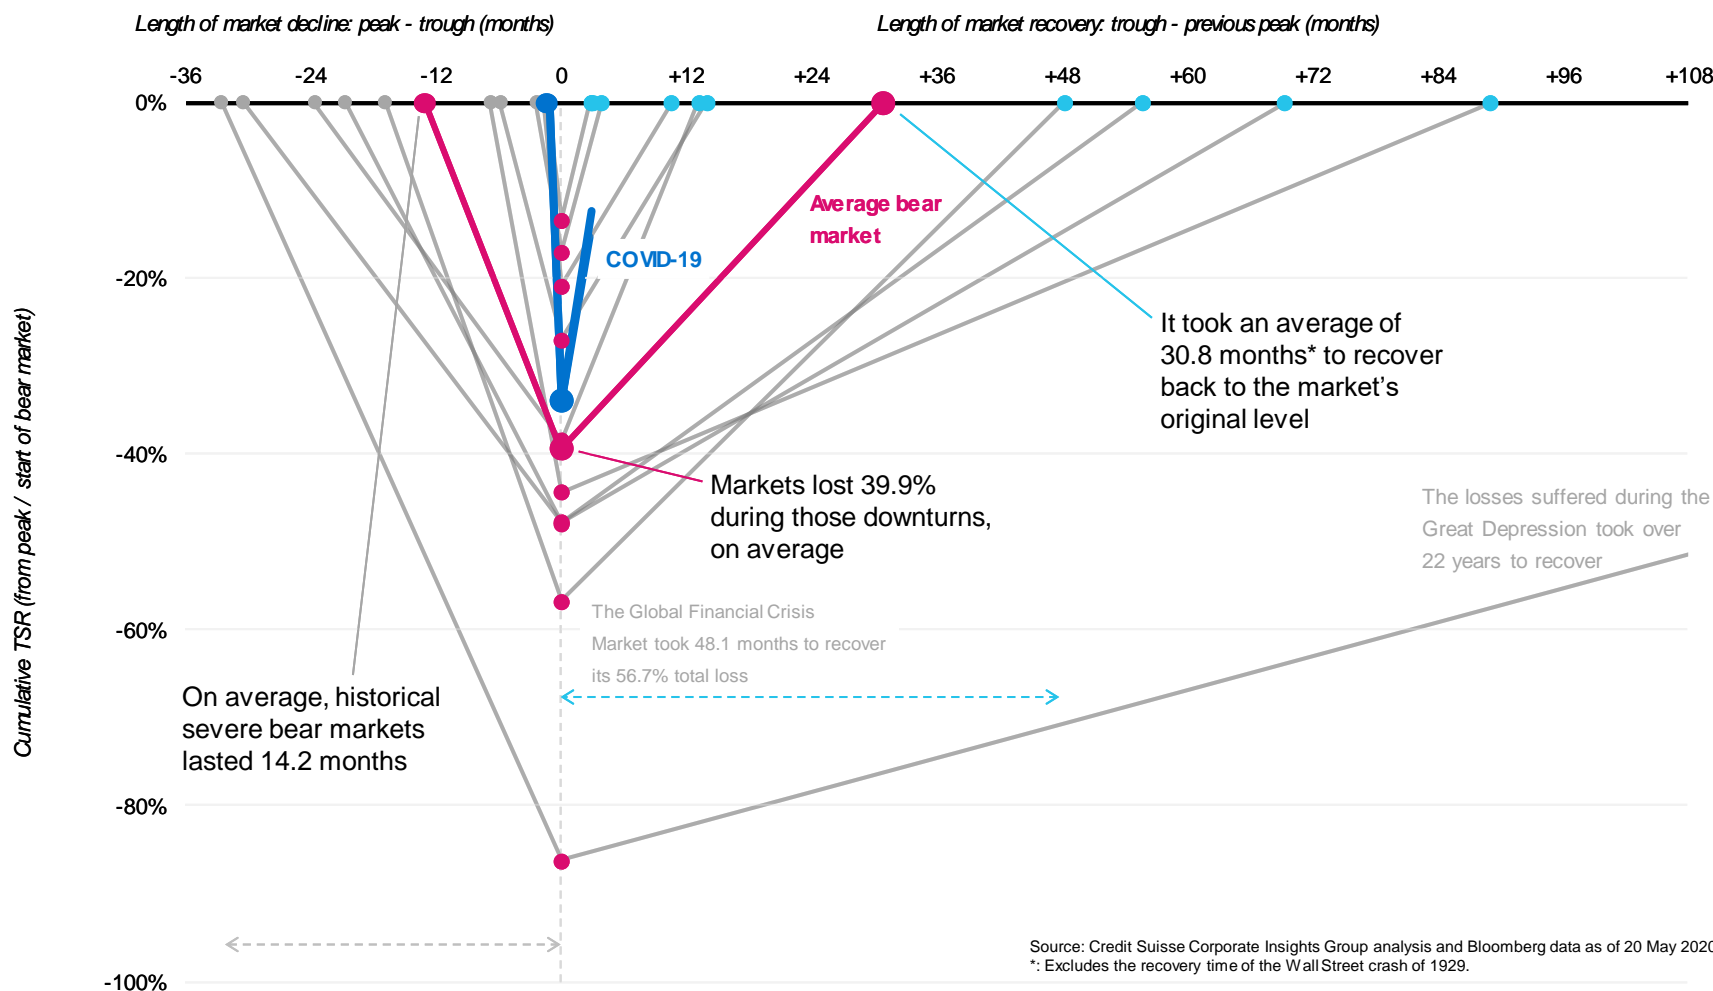 Length of market decline: peak - trough (months)
Length of market recovery: trough - previous peak (months)
-36 -24 -12 0 +12 +24 +36 +48 +60 +72 +84 +96 +108
0%
Average bear
market
COVID-19
-20%
It took an average of
30.8 months* to recover
back to the market's
original level
Cumulative TSR (from peak / start of bear market)
-40%
Markets lost 39.9%
during those downturns,
on average
The losses suffered during the
Great Depression took over
22 years to recover
The Global Financial Crisis
Market took 48.1 months to recover
its 56.7% total loss
-60%
On average, historical
severe bear markets
lasted 14.2 months
-80%
Source: Credit Suisse Corporate Insights Group analysis and Bloomberg data as of 20 May 2020
*: Excludes the recovery time of the Wall Street crash of 1929.
-100%